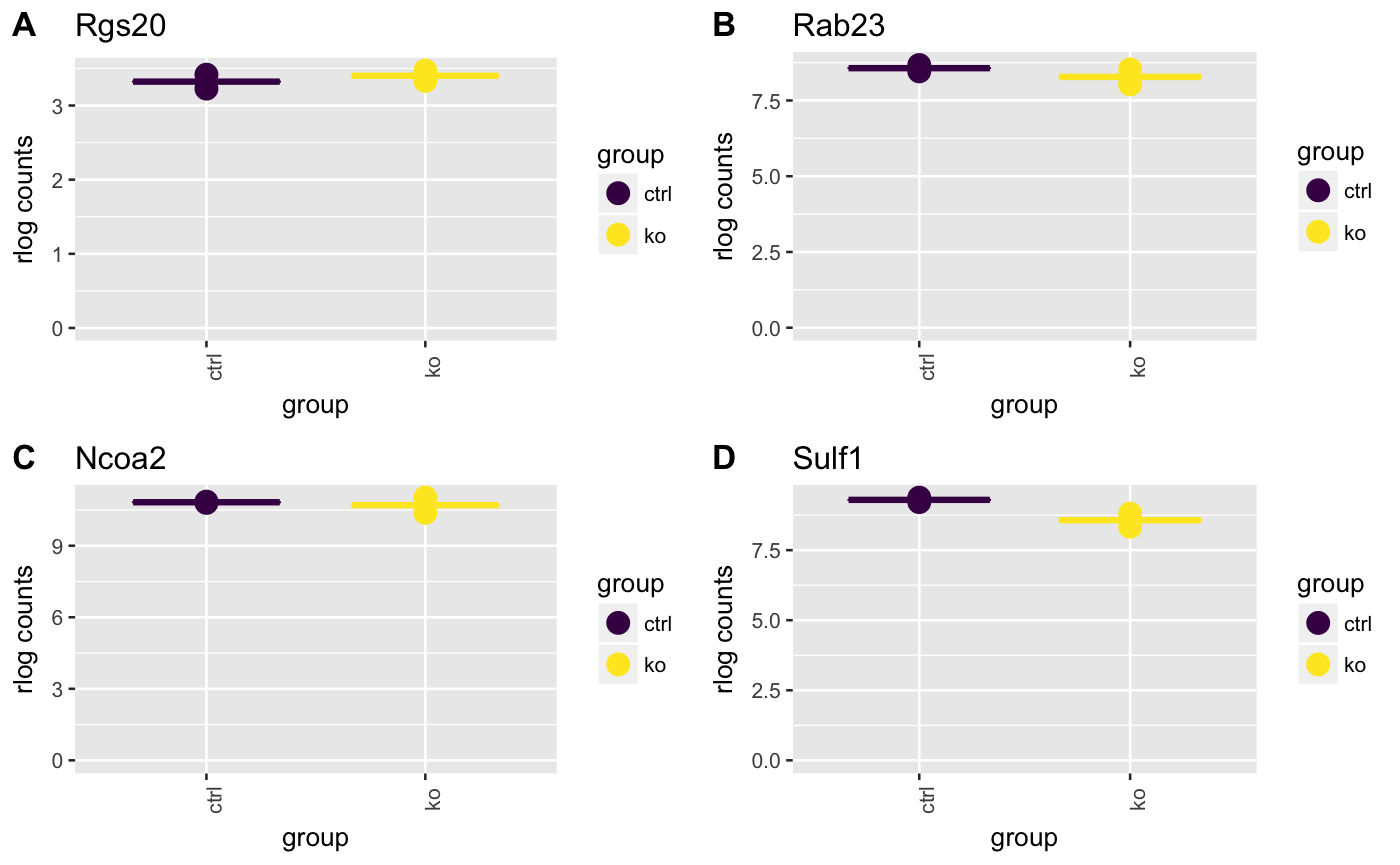 A Rgs20
rlog counts
3
2
1
0
ctrl
ko
group
group
ctrl
ko
B Rab23
rlog counts
7.5
5.0
2.5
0.0
ctrl
ko
group
group
ctrl
ko
C Ncoa2
rlog counts
9
6
3
0
ctrl
ko
group
group
ctrl
ko
D Sulf1
rlog counts
7.5
5.0
2.5
0.0
ctrl
ko
group
group
ctrl
ko